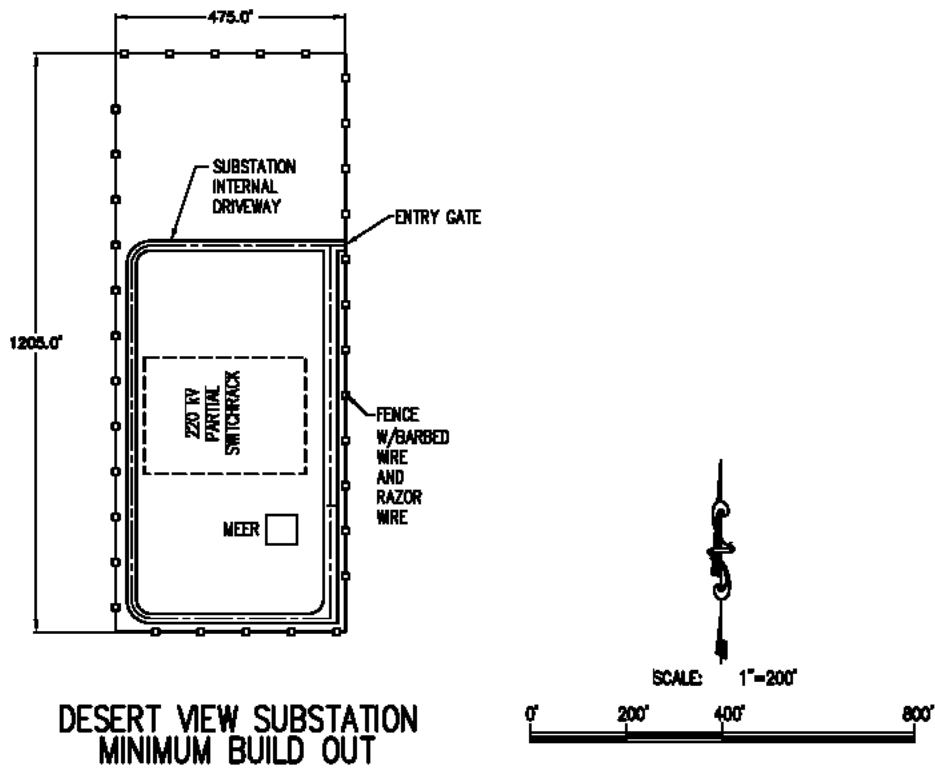 475.0'
SUBSTATION
INTERNAL
DRIVEWAY
ENTRY GATE
1205.0'
220 KV
PARTIAL
SWITCHRACK
FENCE
W/BARBED
WIRE
AND
RAZOR
WIRE
MEER
SCALE: 1"=200'
0' 200' 400' 800'
DESERT VIEW SUBSTATION
MINIMUM BUILD OUT